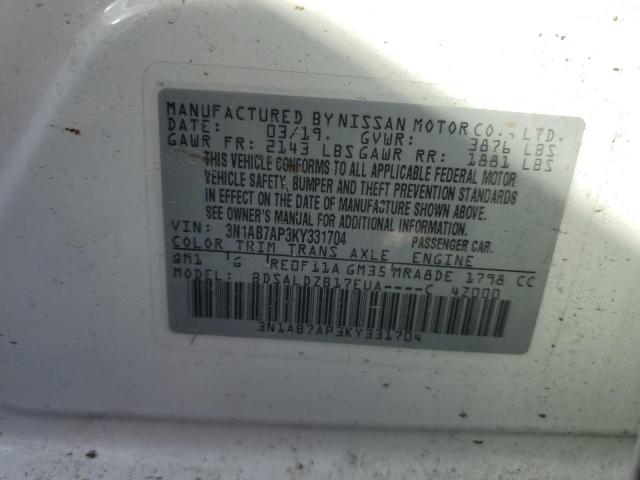 MANUFACTURED BY NISSAN MOTOR CO., LTD.
DATE: 03/19. GVWR: 3876 LBS
GAWR FR: 2143 LBS GAWR RR: 1881 LBS
THIS VEHICLE CONFORMS TO ALL APPLICABLE FEDERAL MOTOR
VEHICLE SAFETY, BUMPER AND THEFT PREVENTION STANDARDS
IN EFFECT ON THE DATE OF MANUFACTURE SHOWN ABOVE.
SEE OWNER'S MANUAL FOR ADDITIONAL INFORMATION.
VIN: 3N1AB7AP3KY331704 PASSENGER CAR.
COLOR TRIM TRANS AXLE ENGINE
QM1 G RE0F11A GM35 MRA8DE 1798 CC
MODEL: BDSALDZB17EUA----C 4Z000
3N1AB7AP3KY331704